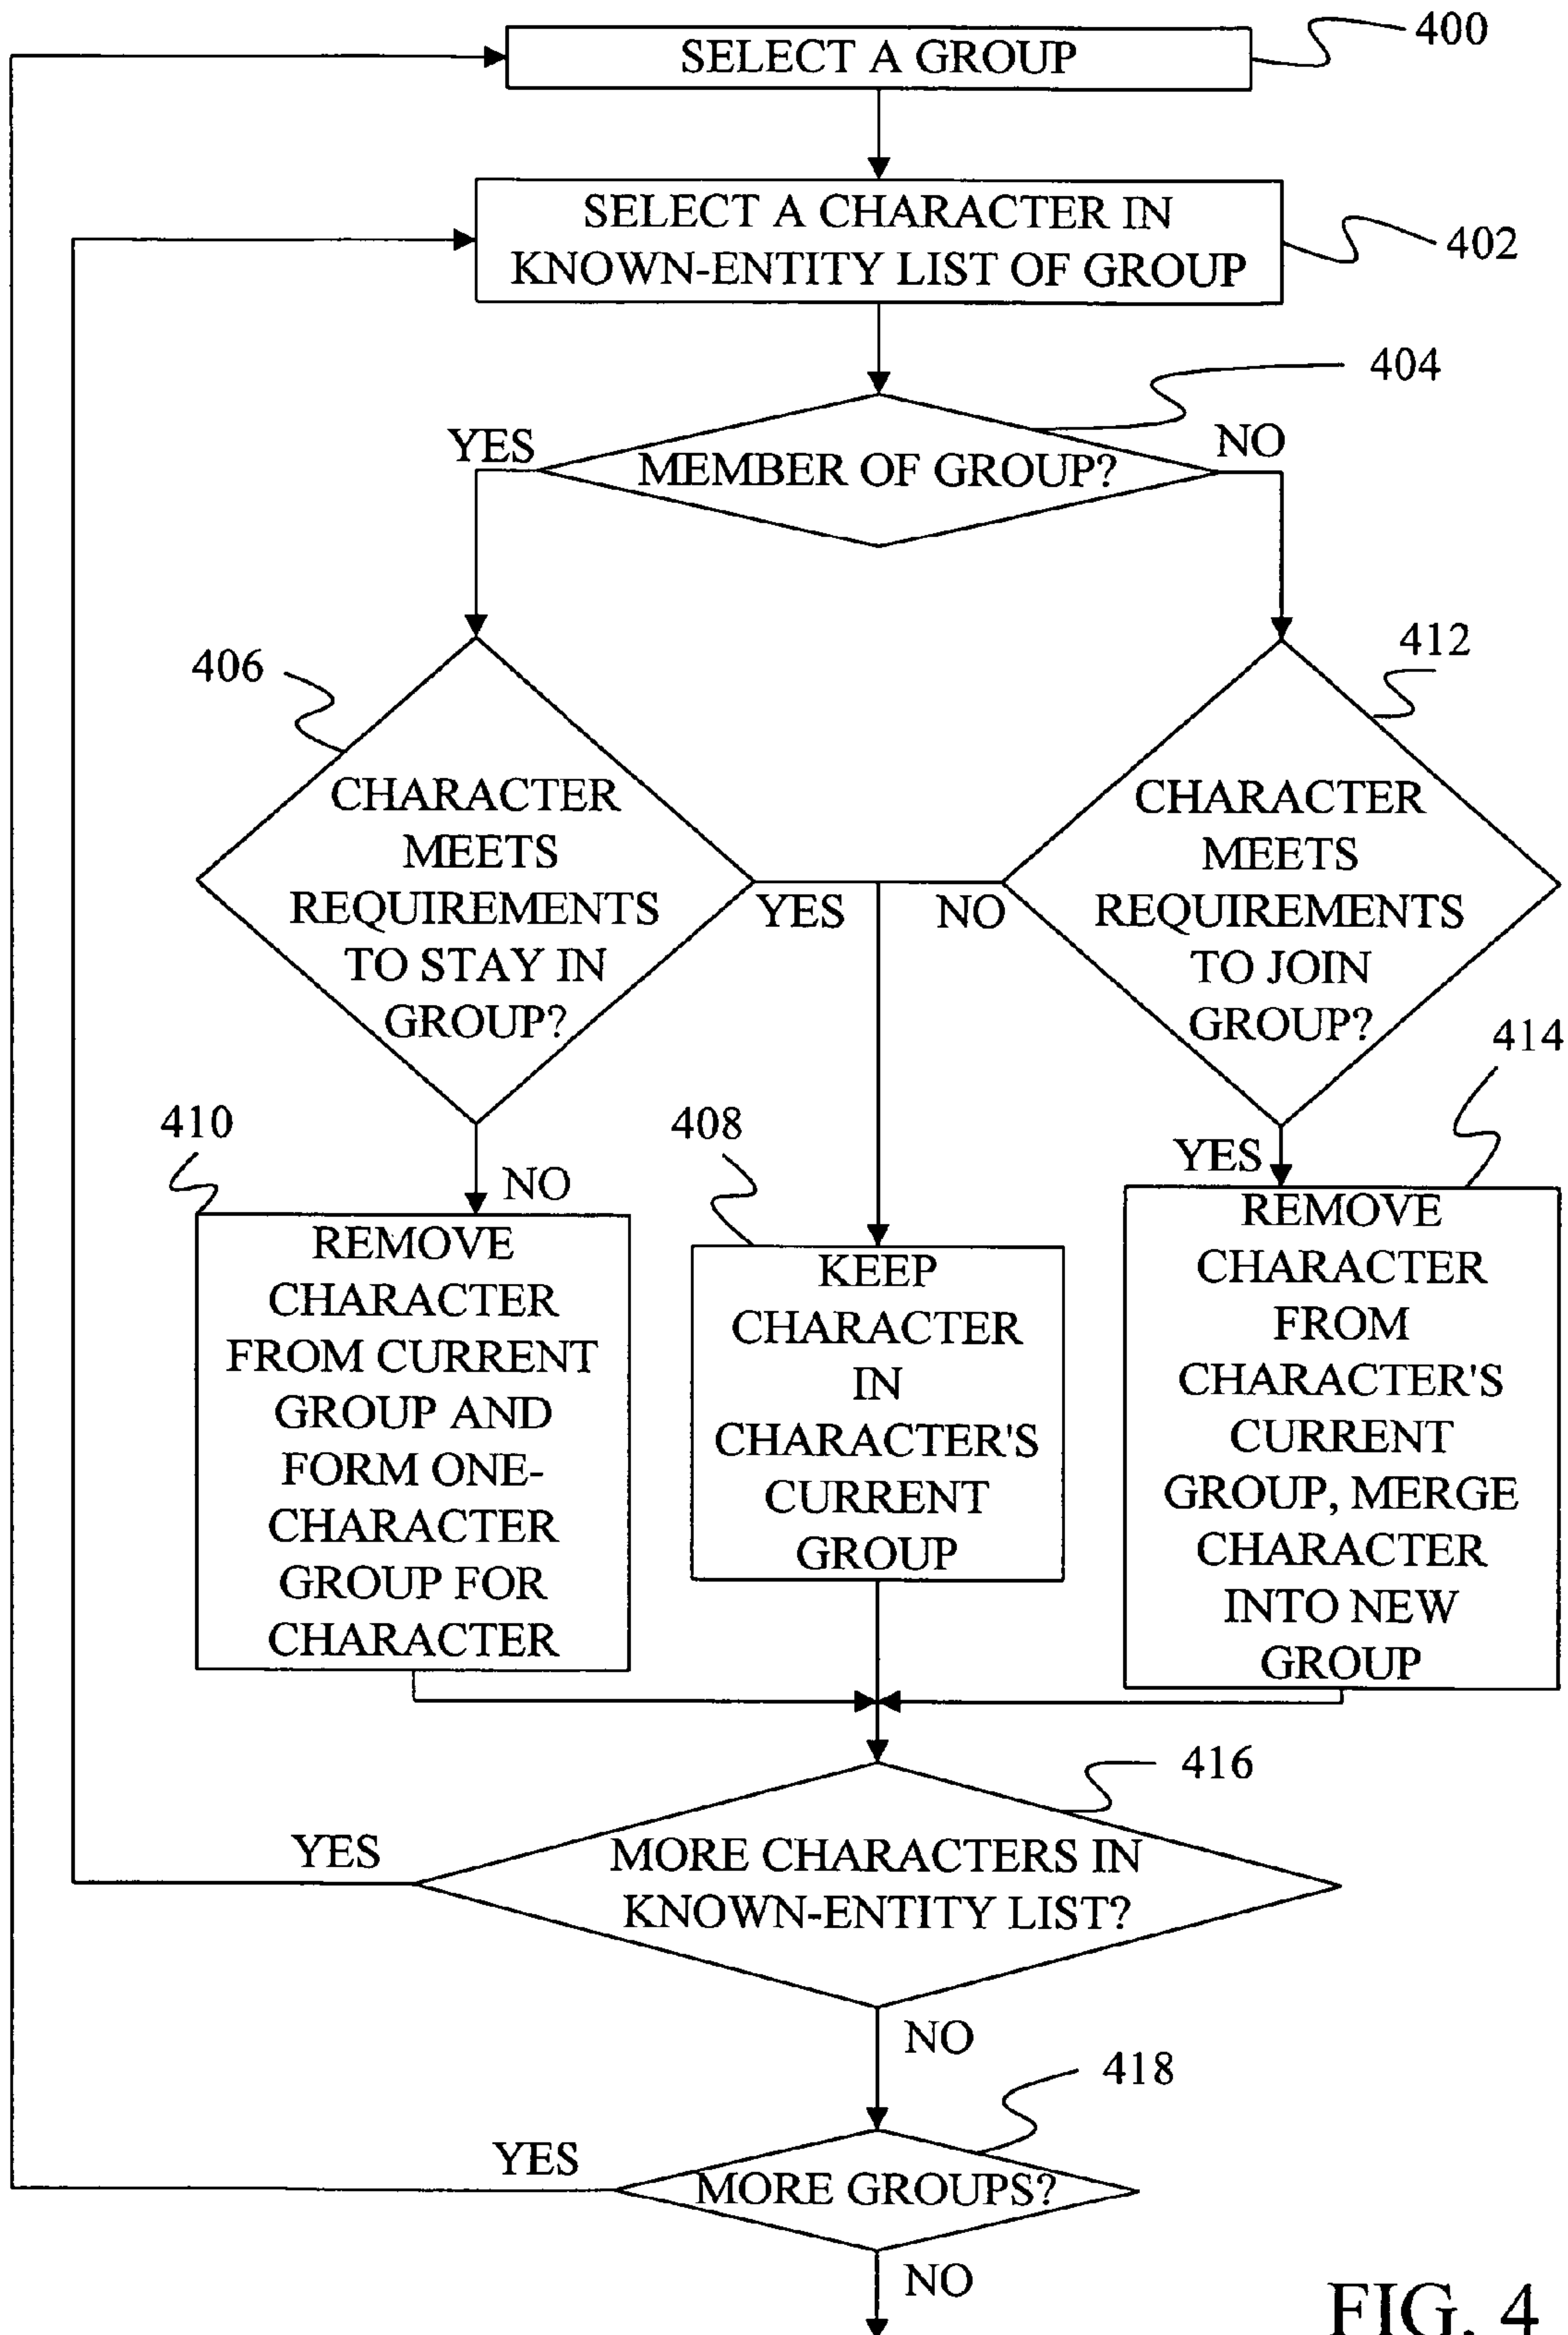 400
SELECT A GROUP
SELECT A CHARACTER IN
KNOWN-ENTITY LIST OF GROUP
402
404
YES
NO
MEMBER OF GROUP?
406
412
CHARACTER
MEETS
REQUIREMENTS
TO STAY IN
GROUP?
YES
NO
CHARACTER
MEETS
REQUIREMENTS
TO JOIN
GROUP?
414
410
408
NO
YES
REMOVE
CHARACTER
FROM CURRENT
GROUP AND
FORM ONE-
CHARACTER
GROUP FOR
CHARACTER
KEEP
CHARACTER
IN
CHARACTER'S
CURRENT
GROUP
REMOVE
CHARACTER
FROM
CHARACTER'S
CURRENT
GROUP, MERGE
CHARACTER
INTO NEW
GROUP
416
YES
MORE CHARACTERS IN
KNOWN-ENTITY LIST?
NO
418
YES
MORE GROUPS?
NO
FIG. 4